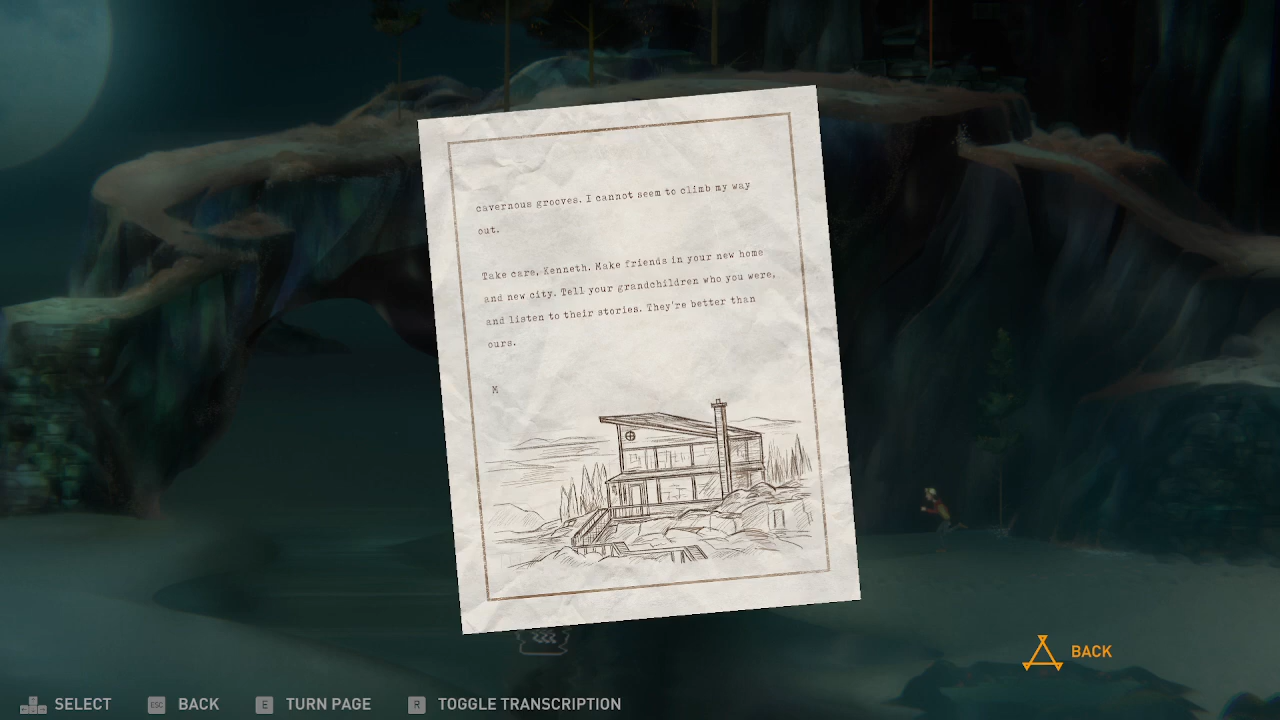 cavernous grooves. I cannot seem to climb my way
out.
Take care, Kenneth. Make friends in your new home
and new city. Tell your grandchildren who you were,
and listen to their stories. They're better than
ours.
M
BACK
SELECT
ESC BACK
E TURN PAGE
R TOGGLE TRANSCRIPTION